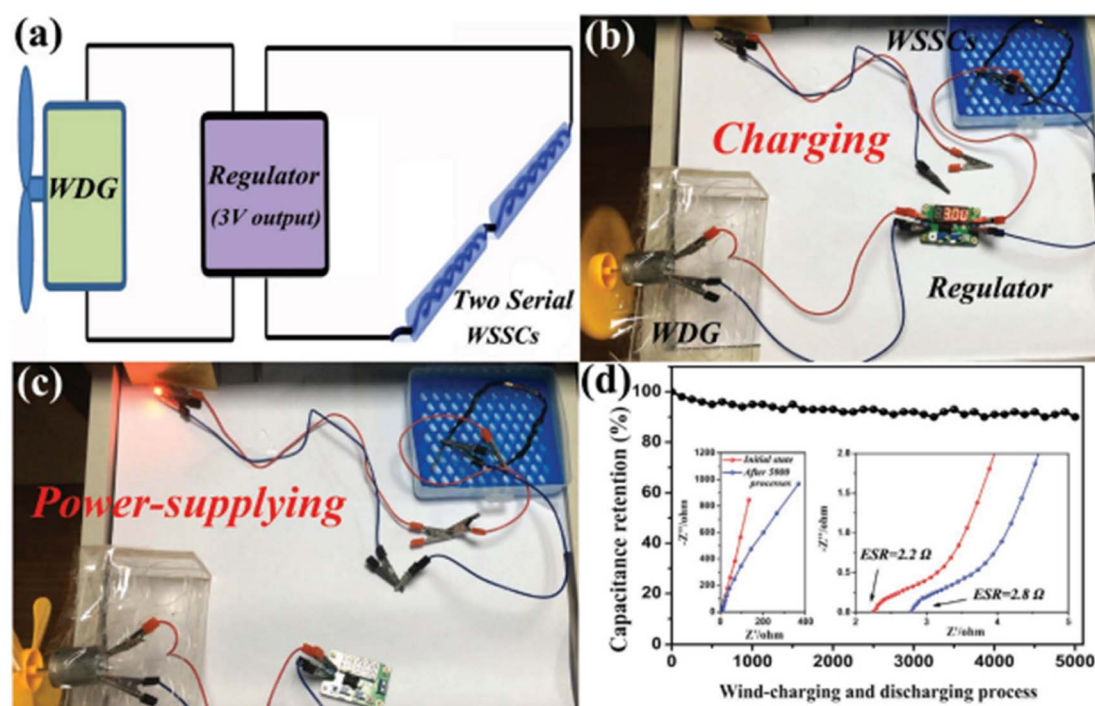 (a)
WDG
Regulator
(3V output)
Two Serial
WSSCs
(b)
WSSCs
Charging
3.00
Regulator
WDG
(c)
Power-supplying
(d)
Capacitance retention (%)
100
80
60
40
20
0
0 1000 2000 3000 4000 5000
Wind-charging and discharging process
-Z''/ohm
1200
1000
800
600
400
200
0
0 200 400
Z'/ohm
Initial state
After 5000
processes
-Z''/ohm
2.0
1.5
1.0
0.5
0.0
2 3 4 5
Z'/ohm
ESR=2.2 Ω
ESR=2.8 Ω